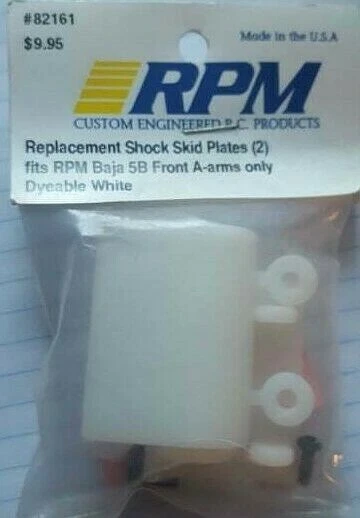 #82161
$9.95
Made in the U.S.A
RPM
CUSTOM ENGINEERED R.C. PRODUCTS
Replacement Shock Skid Plates (2)
fits RPM Baja 5B Front A-arms only
Dyeable White